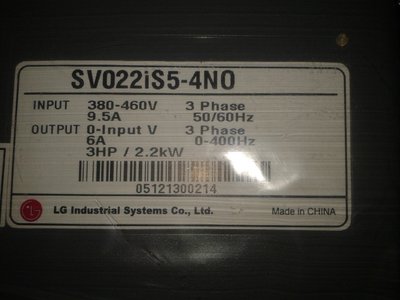 SV022iS5-4NO
INPUT 380-460V 3 Phase
9.5A 50/60Hz
OUTPUT 0-Input V 3 Phase
6A 0-400Hz
3HP / 2.2kW
05121300214
LG LG Industrial Systems Co., Ltd. Made in CHINA